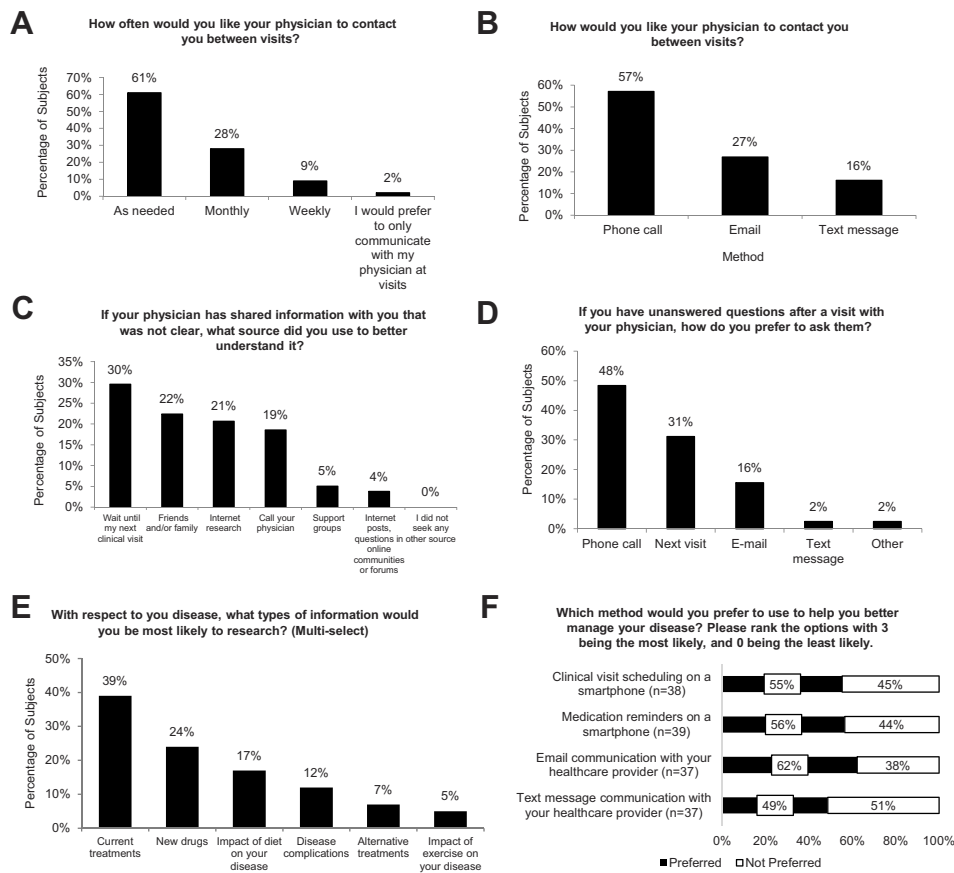 A
How often would you like your physician to contact
you between visits?
Percentage of Subjects
70%
60%
50%
40%
30%
20%
10%
0%
61%
28%
9%
2%
As needed
Monthly
Weekly
I would prefer
to only
communicate
with my
physician at
visits
B
How would you like your physician to contact you
between visits?
Percentage of Subjects
60%
50%
40%
30%
20%
10%
0%
57%
27%
16%
Phone call
Email
Text message
Method
C
If your physician has shared information with you that
was not clear, what source did you use to better
understand it?
Percentage of Subjects
35%
30%
25%
20%
15%
10%
5%
0%
30%
22%
21%
19%
5%
4%
0%
Wait until
my next
clinical visit
Friends
and/or family
Internet
research
Call your
physician
Support
groups
Internet
posts,
questions in
online
communities
or forums
I did not
seek any
other source
D
If you have unanswered questions after a visit with
your physician, how do you prefer to ask them?
Percentage of Subjects
60%
50%
40%
30%
20%
10%
0%
48%
31%
16%
2%
2%
Phone call
Next visit
E-mail
Text
message
Other
E
With respect to you disease, what types of information would
you be most likely to research? (Multi-select)
Percentage of Subjects
50%
40%
30%
20%
10%
0%
39%
24%
17%
12%
7%
5%
Current
treatments
New drugs
Impact of diet
on your
disease
Disease
complications
Alternative
treatments
Impact of
exercise on
your disease
F
Which method would you prefer to use to help you better
manage your disease? Please rank the options with 3
being the most likely, and 0 being the least likely.
Clinical visit scheduling on a
smartphone (n=38)
55%
45%
Medication reminders on a
smartphone (n=39)
56%
44%
Email communication with your
healthcare provider (n=37)
62%
38%
Text message communication with
your healthcare provider (n=37)
49%
51%
0% 20% 40% 60% 80% 100%
Preferred Not Preferred